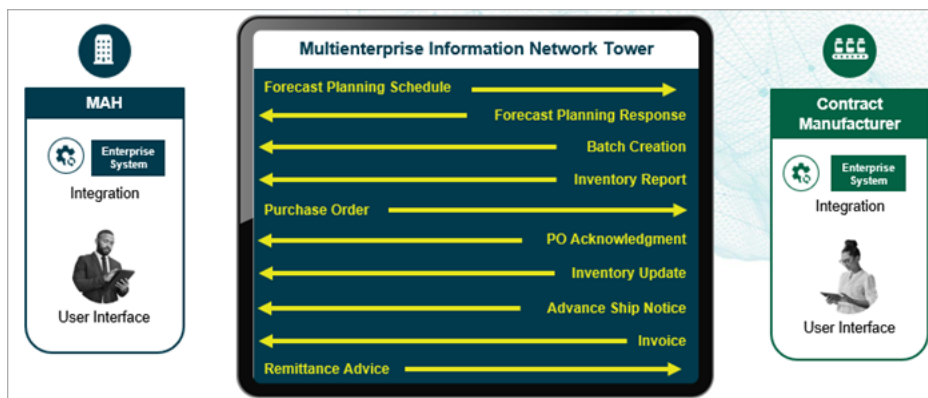 Multienterprise Information Network Tower
MAH
Enterprise
System
Integration
User Interface
Forecast Planning Schedule
Forecast Planning Response
Batch Creation
Inventory Report
Purchase Order
PO Acknowledgment
Inventory Update
Advance Ship Notice
Invoice
Remittance Advice
Contract
Manufacturer
Enterprise
System
Integration
User Interface